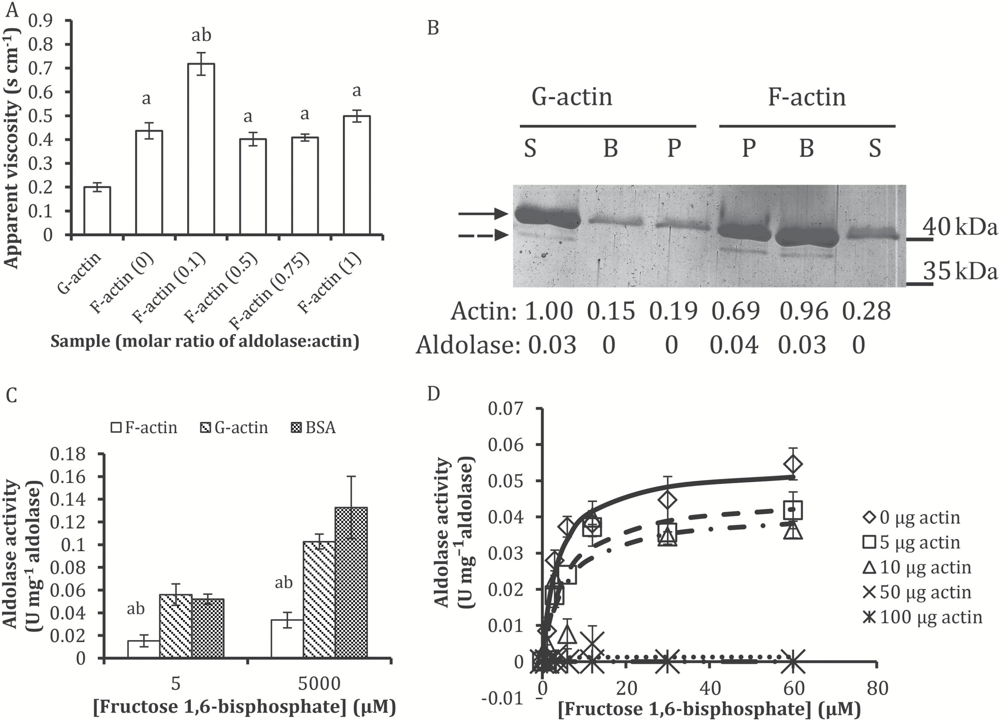 A
0.9
0.8
0.7
0.6
0.5
0.4
0.3
0.2
0.1
0
Apparent viscosity (s cm⁻¹)
a
ab
a
a
a
G-actin
F-actin (0)
F-actin (0.1)
F-actin (0.5)
F-actin (0.75)
F-actin (1)
Sample (molar ratio of aldolase:actin)
B
G-actin F-actin
S B P P B S
40 kDa
35 kDa
Actin: 1.00 0.15 0.19 0.69 0.96 0.28
Aldolase: 0.03 0 0 0.04 0.03 0
C
F-actin G-actin BSA
0.18
0.16
0.14
0.12
0.1
0.08
0.06
0.04
0.02
0
Aldolase activity
(U mg⁻¹ aldolase)
ab
ab
5 5000
[Fructose 1,6-bisphosphate] (µM)
D
0.07
0.06
0.05
0.04
0.03
0.02
0.01
0
-0.01
Aldolase activity
(U mg⁻¹aldolase)
0 µg actin
5 µg actin
10 µg actin
50 µg actin
100 µg actin
0 20 40 60 80
[Fructose 1,6-bisphosphate] (µM)